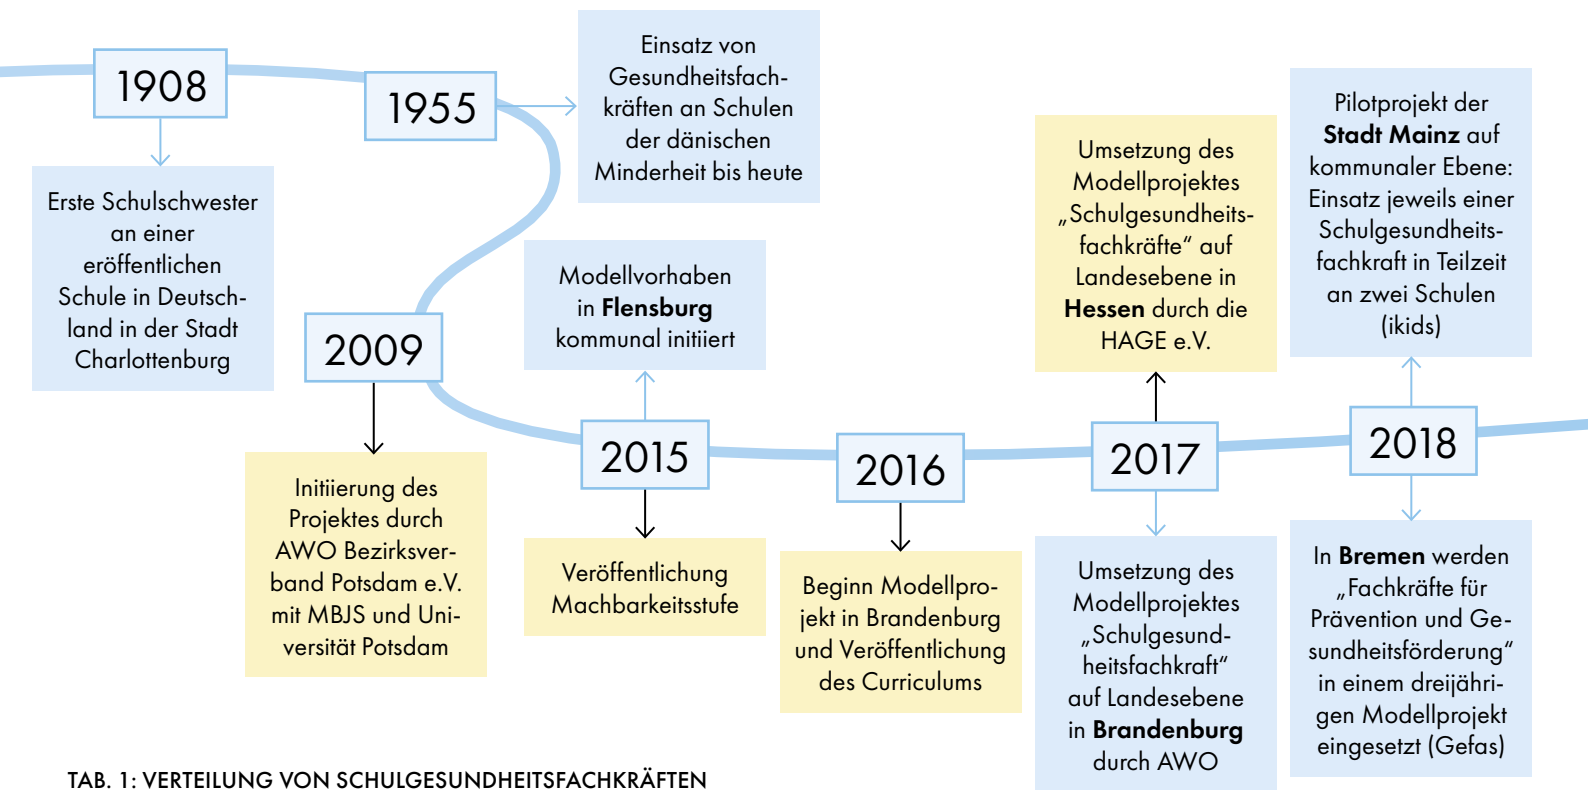 1908
Erste Schulschwester
an einer
eröffentlichen
Schule in Deutsch-
land in der Stadt
Charlottenburg
1955
Einsatz von
Gesundheitsfach-
kräften an Schulen
der dänischen
Minderheit bis heute
2009
Initiierung des
Projektes durch
AWO Bezirksver-
band Potsdam e.V.
mit MBJS und Uni-
versität Potsdam
Modellvorhaben
in Flensburg
kommunal initiiert
2015
Veröffentlichung
Machbarkeitsstufe
2016
Beginn Modellpro-
jekt in Brandenburg
und Veröffentlichung
des Curriculums
Umsetzung des
Modellprojektes
„Schulgesundheits-
fachkräfte“ auf
Landesebene in
Hessen durch die
HAGE e.V.
2017
Umsetzung des
Modellprojektes
„Schulgesund-
heitsfachkraft“
auf Landesebene
in Brandenburg
durch AWO
Pilotprojekt der
Stadt Mainz auf
kommunaler Ebene:
Einsatz jeweils einer
Schulgesundheits-
fachkraft in Teilzeit
an zwei Schulen
(ikids)
2018
In Bremen werden
„Fachkräfte für
Prävention und Ge-
sundheitsförderung“
in einem dreijähri-
gen Modellprojekt
eingesetzt (Gefas)
TAB. 1: VERTEILUNG VON SCHULGESUNDHEITSFACHKRÄFTEN